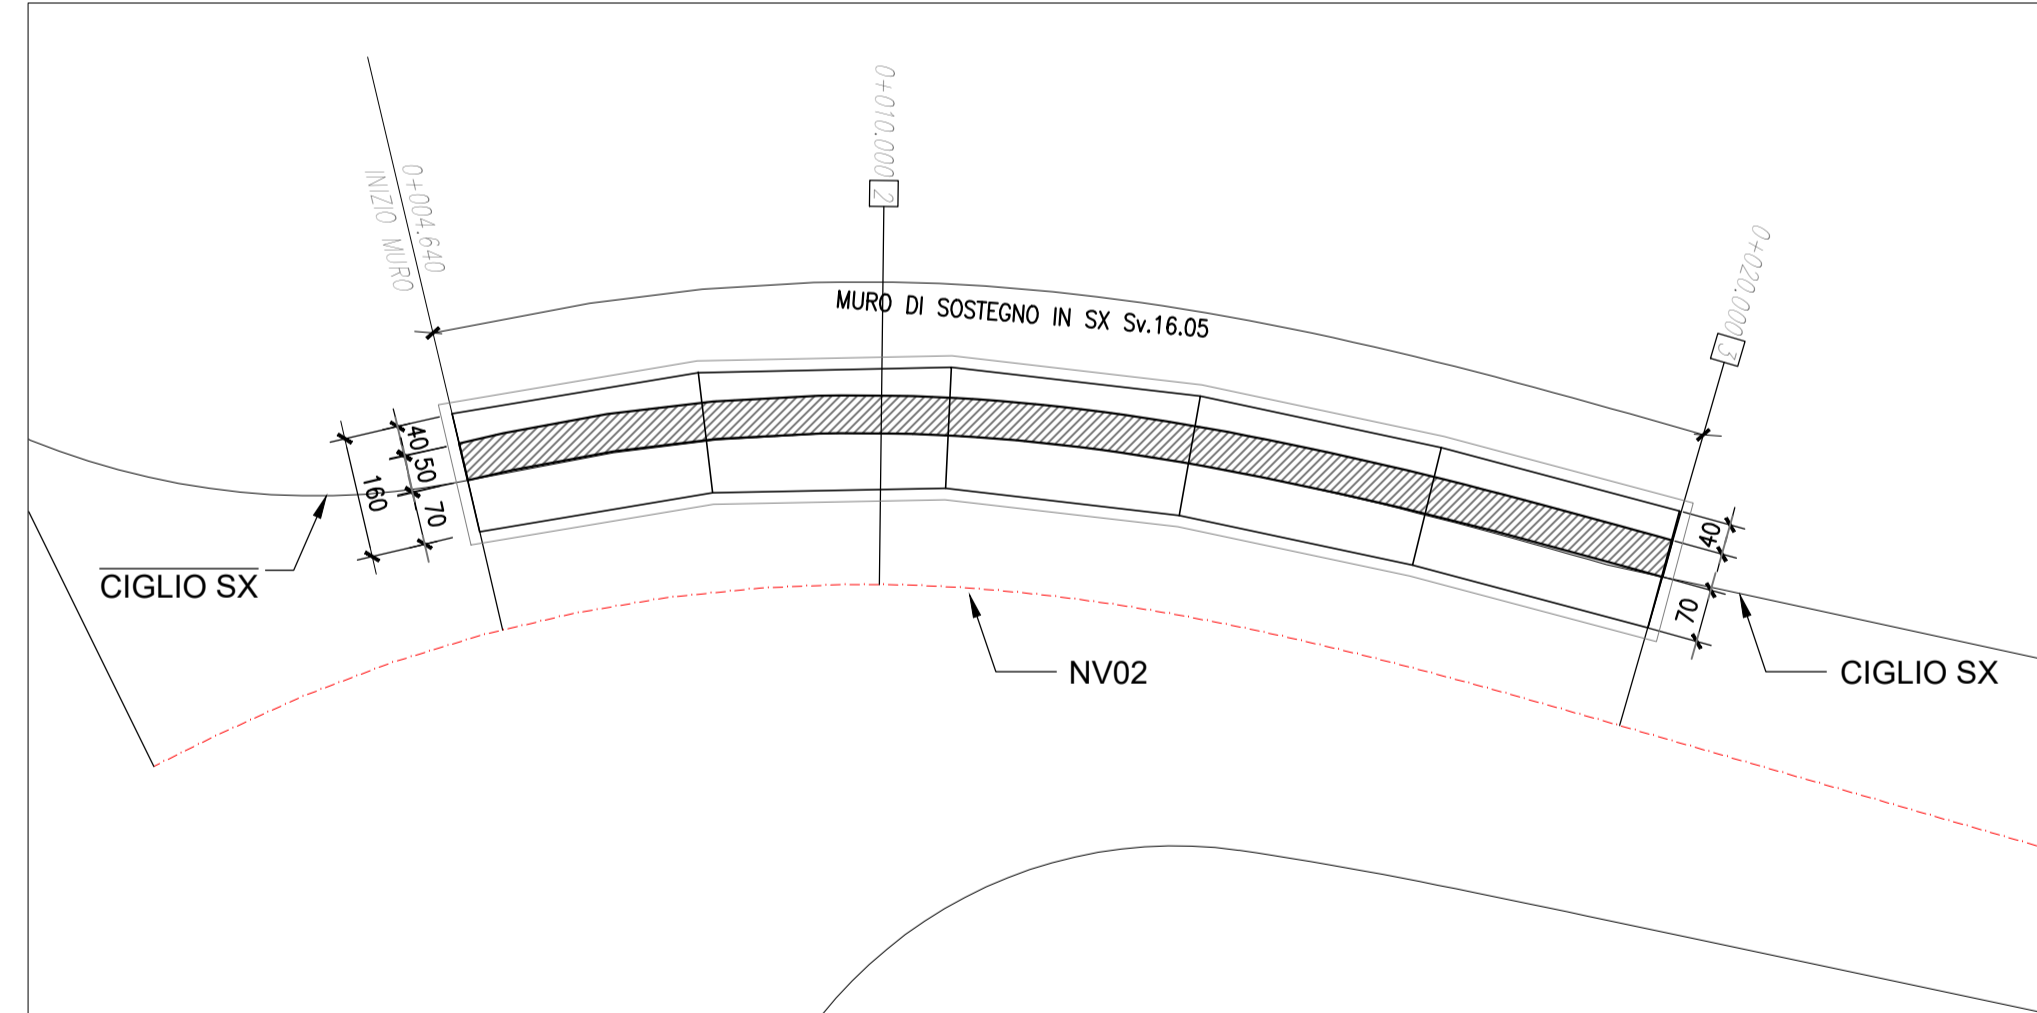 0+010.000
2
0+004.640
INIZIO MURO
0+020.000
3
MURO DI SOSTEGNO IN SX Sv.16.05
40
50
70
160
40
70
CIGLIO SX
NV02
CIGLIO SX